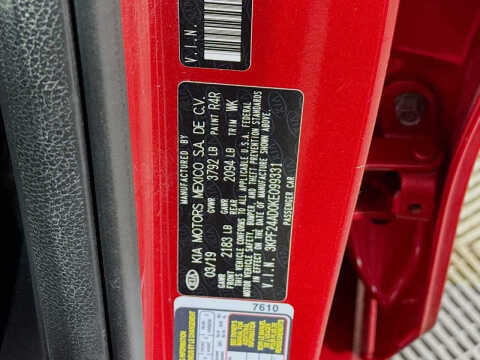 V.I.N.
MANUFACTURED BY
KIA MOTORS MEXICO S.A. DE C.V.
03/19 GVWR 3792 LB PAINT R4R
GAWR FRONT 2183 LB GAWR REAR 2094 LB TRIM WK
THIS VEHICLE CONFORMS TO ALL APPLICABLE U.S.A. FEDERAL
MOTOR VEHICLE SAFETY, BUMPER, AND THEFT PREVENTION STANDARDS
IN EFFECT ON THE DATE OF MANUFACTURE SHOWN ABOVE.
V.I.N. 3KPF24AD0KE099331
PASSENGER CAR
KIA
7610